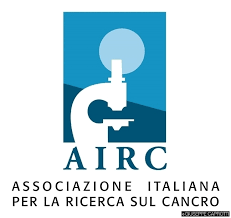 AIRC
ASSOCIAZIONE ITALIANA
PER LA RICERCA SUL CANCRO